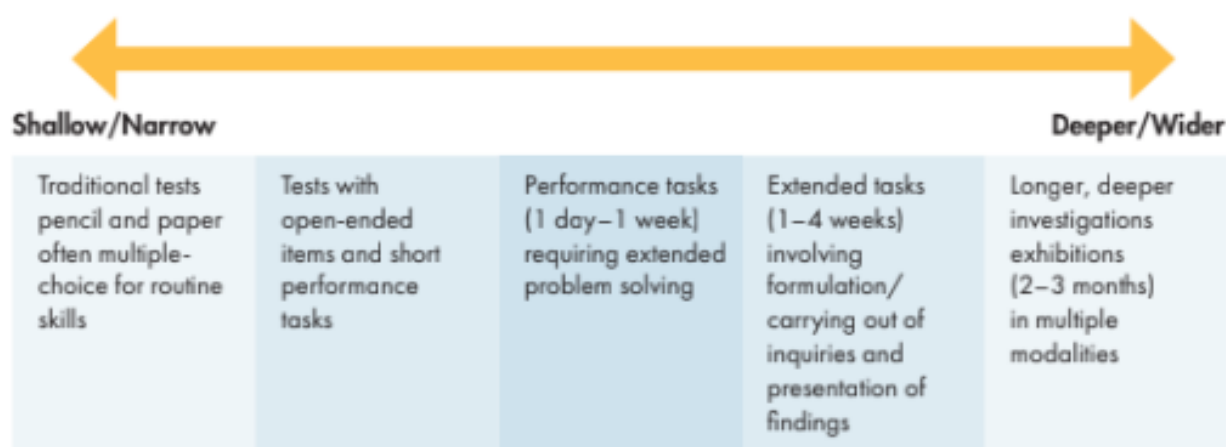 Shallow/Narrow
Deeper/Wider
Traditional tests
pencil and paper
often multiple-
choice for routine
skills
Tests with
open-ended
items and short
performance
tasks
Performance tasks
(1 day–1 week)
requiring extended
problem solving
Extended tasks
(1–4 weeks)
involving
formulation/
carrying out of
inquiries and
presentation of
findings
Longer, deeper
investigations
exhibitions
(2–3 months)
in multiple
modalities